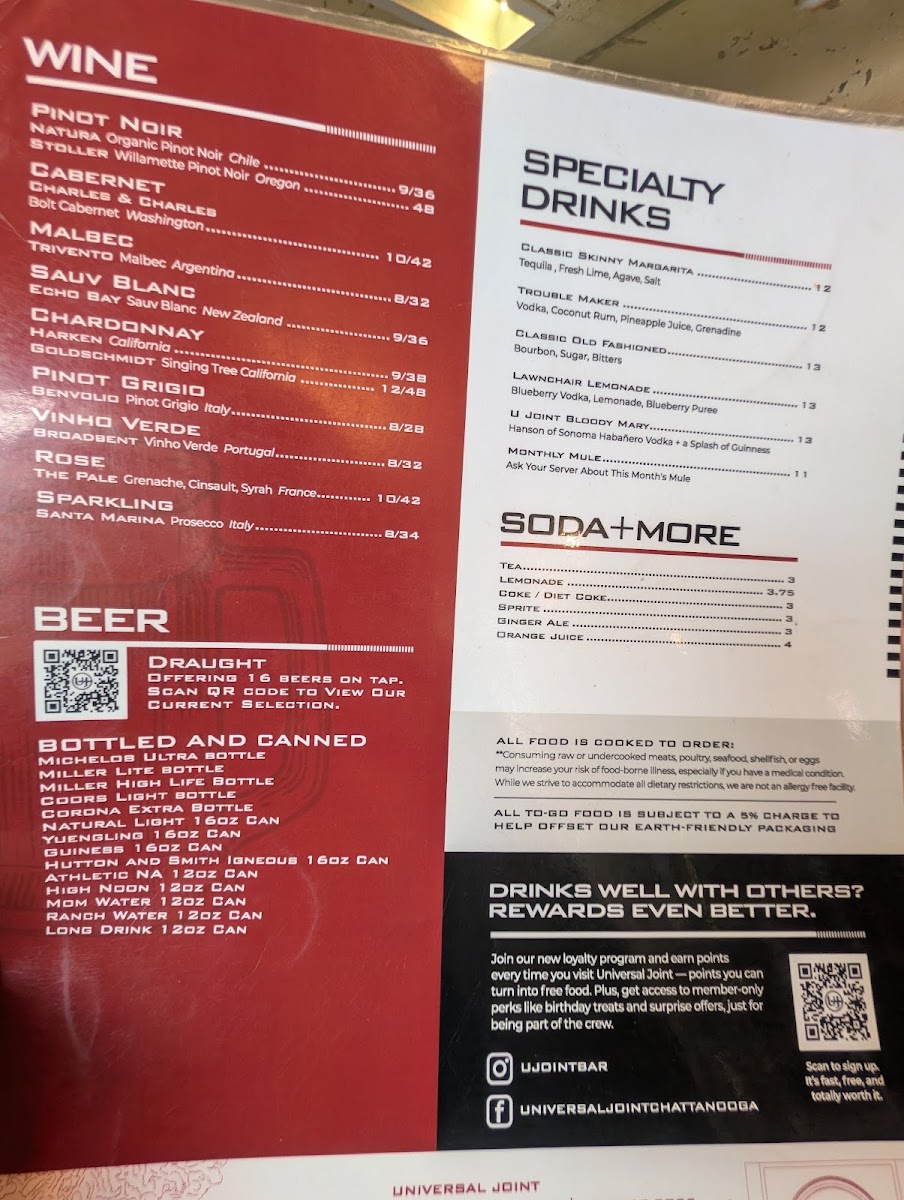 WINE
PINOT NOIR
NATURA Organic Pinot Noir Chile ........ 9/36
STOLLER Willamette Pinot Noir Oregon ........ 48
CABERNET
CHARLES & CHARLES
Bolt Cabernet Washington ........ 10/42
MALBEC
TRIVENTO Malbec Argentina ........ 8/32
SAUV BLANC
ECHO BAY Sauv Blanc New Zealand ........ 9/36
CHARDONNAY
HARKEN California ........ 9/38
GOLDSCHMIDT Singing Tree California ........ 12/48
PINOT GRIGIO
BENVOLIO Pinot Grigio Italy ........ 8/28
VINHO VERDE
BROADBENT Vinho Verde Portugal ........ 8/32
ROSE
THE PALE Grenache, Cinsault, Syrah France ........ 10/42
SPARKLING
SANTA MARINA Prosecco Italy ........ 8/34
BEER
DRAUGHT
OFFERING 16 BEERS ON TAP.
SCAN QR CODE TO VIEW OUR
CURRENT SELECTION.
BOTTLED AND CANNED
MICHELOB ULTRA BOTTLE
MILLER LITE BOTTLE
MILLER HIGH LIFE BOTTLE
COORS LIGHT BOTTLE
CORONA EXTRA BOTTLE
NATURAL LIGHT 16OZ CAN
YUENGLING 16OZ CAN
GUINESS 16OZ CAN
HUTTON AND SMITH IGNEOUS 16OZ CAN
ATHLETIC NA 12OZ CAN
HIGH NOON 12OZ CAN
MOM WATER 12OZ CAN
RANCH WATER 12OZ CAN
LONG DRINK 12OZ CAN
SPECIALTY
DRINKS
CLASSIC SKINNY MARGARITA ........ 12
Tequila , Fresh Lime, Agave, Salt
TROUBLE MAKER ........ 12
Vodka, Coconut Rum, Pineapple Juice, Grenadine
CLASSIC OLD FASHIONED ........ 13
Bourbon, Sugar, Bitters
LAWNCHAIR LEMONADE ........ 13
Blueberry Vodka, Lemonade, Blueberry Puree
U JOINT BLOODY MARY ........ 13
Hanson of Sonoma Habañero Vodka + a Splash of Guinness
MONTHLY MULE ........ 11
Ask Your Server About This Month's Mule
SODA+MORE
TEA ........ 3
LEMONADE ........ 3.75
COKE / DIET COKE ........ 3
SPRITE ........ 3
GINGER ALE ........ 3
ORANGE JUICE ........ 4
ALL FOOD IS COOKED TO ORDER:
**Consuming raw or undercooked meats, poultry, seafood, shellfish, or eggs
may increase your risk of food-borne illness, especially if you have a medical condition.
While we strive to accommodate all dietary restrictions, we are not an allergy free facility.
ALL TO-GO FOOD IS SUBJECT TO A 5% CHARGE TO
HELP OFFSET OUR EARTH-FRIENDLY PACKAGING
DRINKS WELL WITH OTHERS?
REWARDS EVEN BETTER.
Join our new loyalty program and earn points
every time you visit Universal Joint — points you can
turn into free food. Plus, get access to member-only
perks like birthday treats and surprise offers, just for
being part of the crew.
UJOINTBAR
UNIVERSALJOINTCHATTANOOGA
Scan to sign up.
It's fast, free, and
totally worth it.
UNIVERSAL JOINT